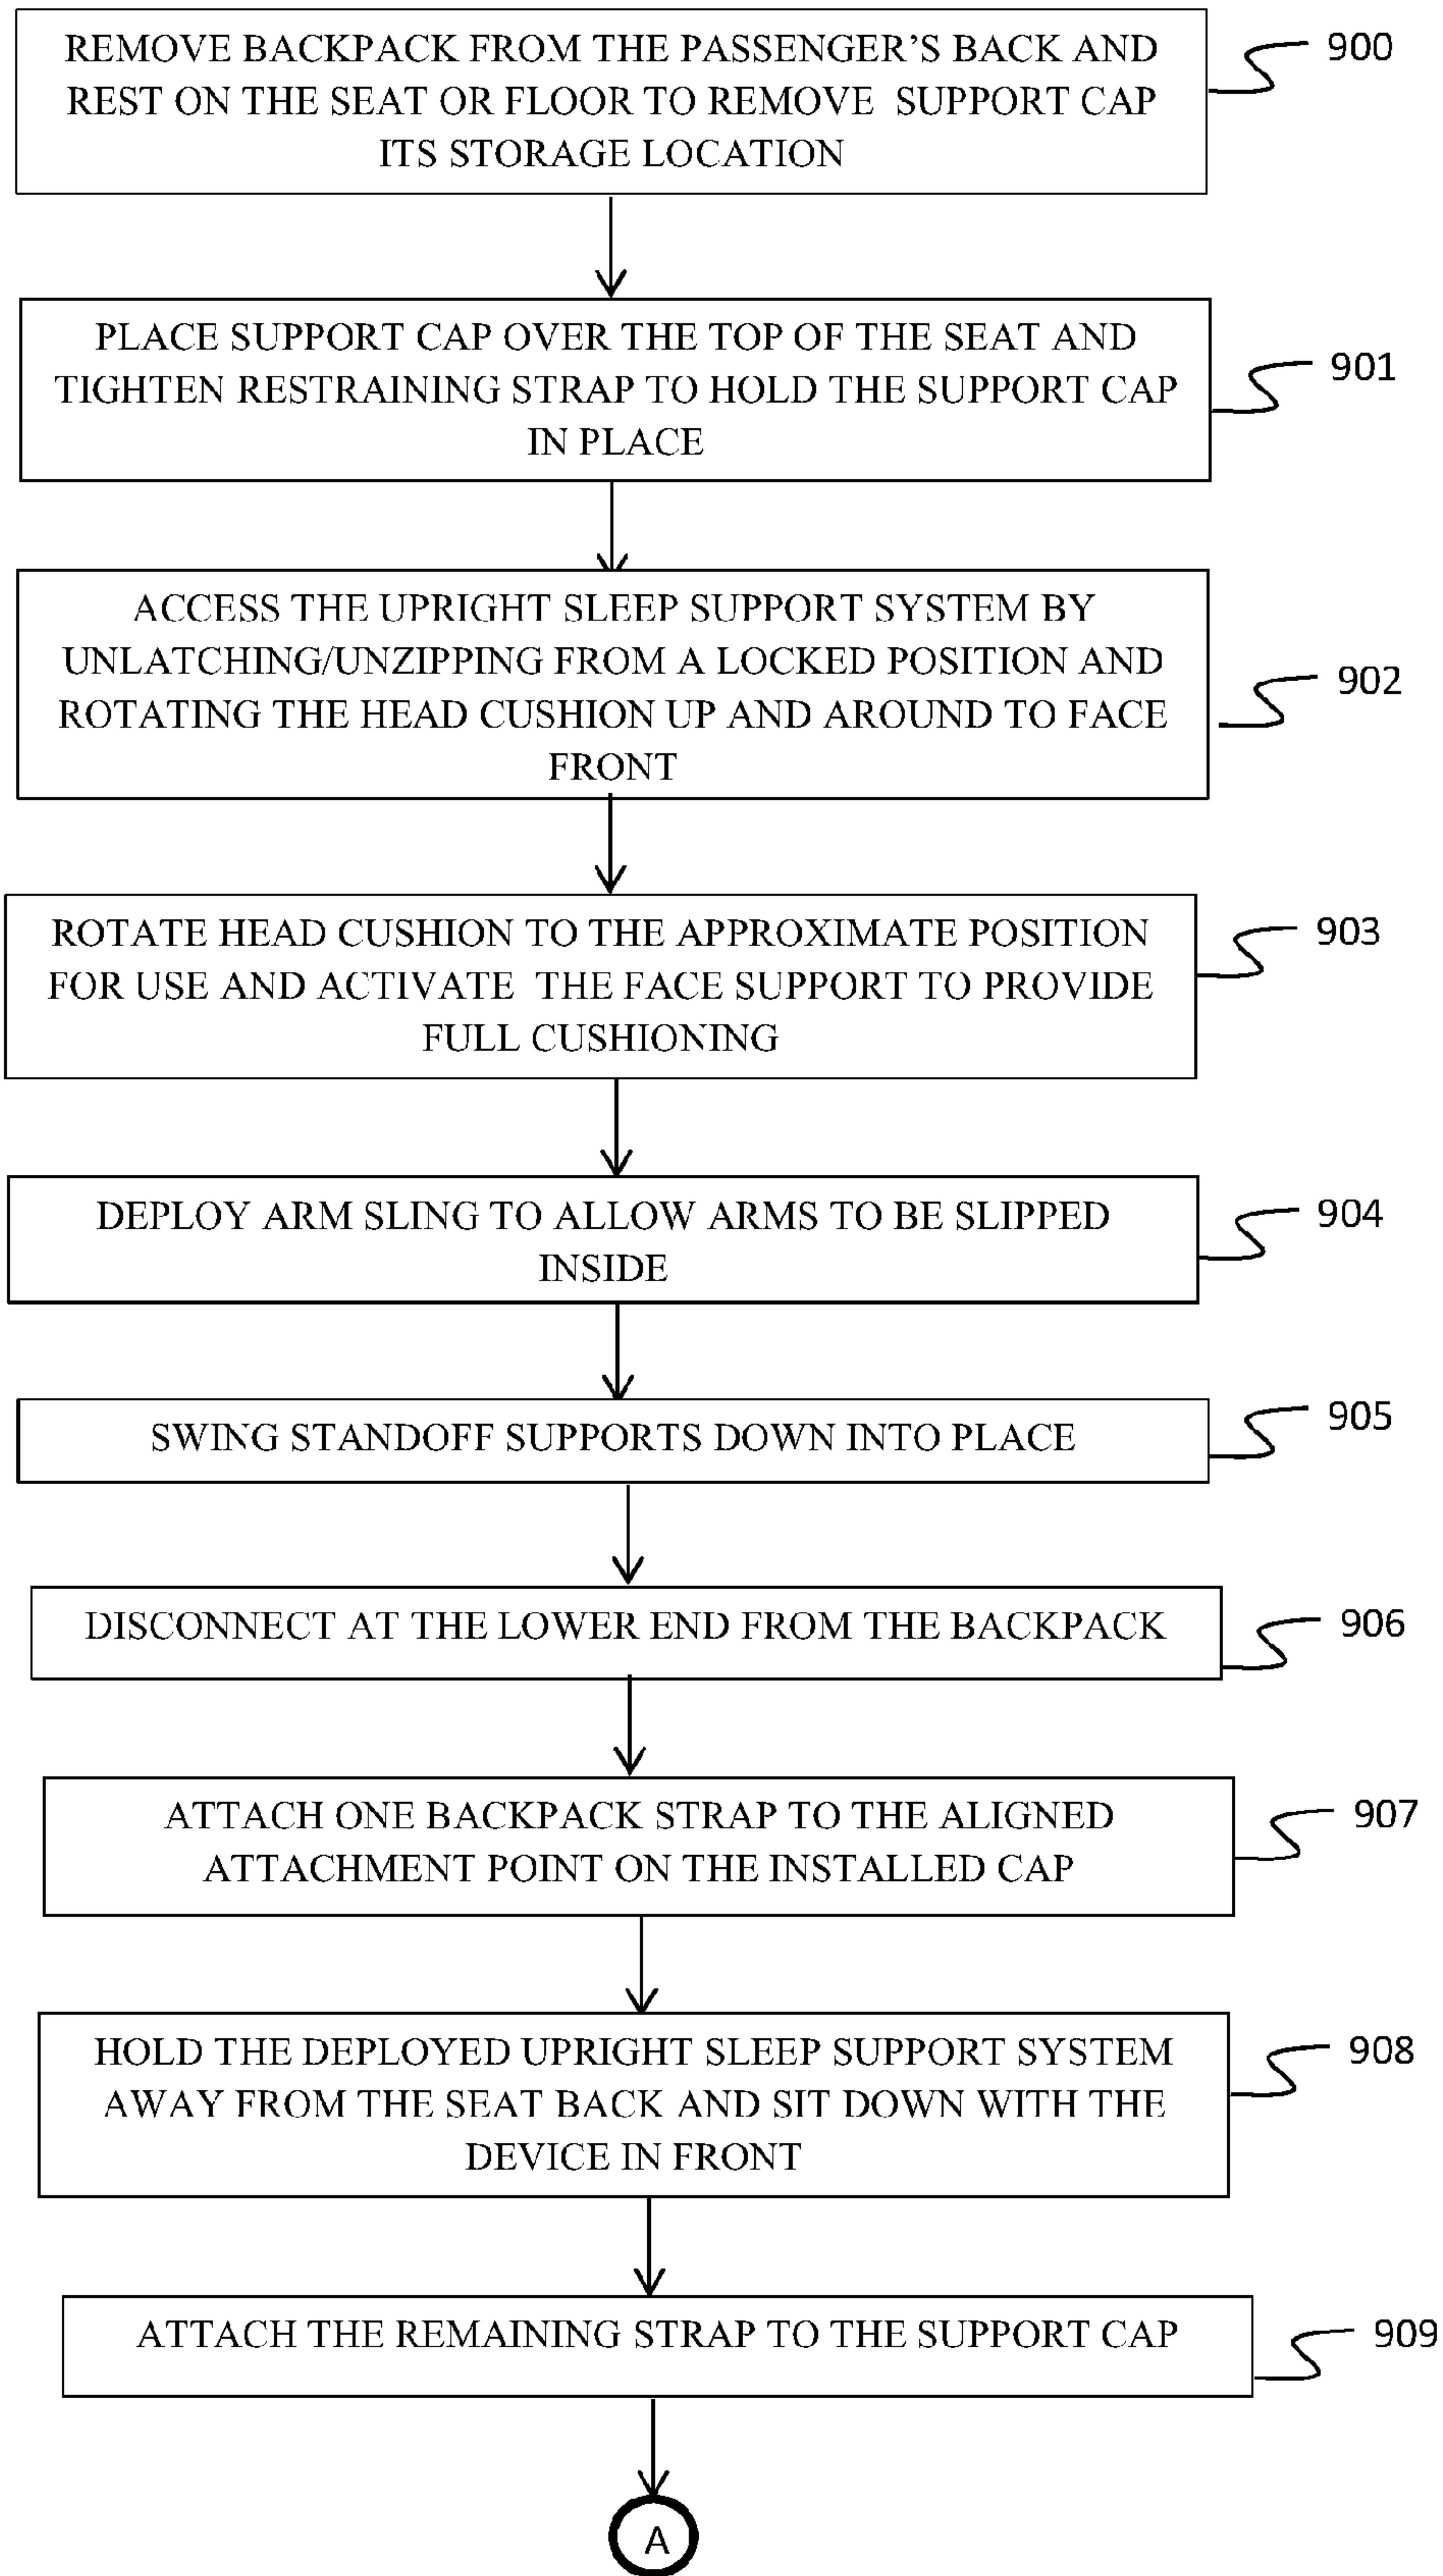 REMOVE BACKPACK FROM THE PASSENGER'S BACK AND
REST ON THE SEAT OR FLOOR TO REMOVE SUPPORT CAP
ITS STORAGE LOCATION
900
PLACE SUPPORT CAP OVER THE TOP OF THE SEAT AND
TIGHTEN RESTRAINING STRAP TO HOLD THE SUPPORT CAP
IN PLACE
901
ACCESS THE UPRIGHT SLEEP SUPPORT SYSTEM BY
UNLATCHING/UNZIPPING FROM A LOCKED POSITION AND
ROTATING THE HEAD CUSHION UP AND AROUND TO FACE
FRONT
902
ROTATE HEAD CUSHION TO THE APPROXIMATE POSITION
FOR USE AND ACTIVATE THE FACE SUPPORT TO PROVIDE
FULL CUSHIONING
903
DEPLOY ARM SLING TO ALLOW ARMS TO BE SLIPPED
INSIDE
904
SWING STANDOFF SUPPORTS DOWN INTO PLACE
905
DISCONNECT AT THE LOWER END FROM THE BACKPACK
906
ATTACH ONE BACKPACK STRAP TO THE ALIGNED
ATTACHMENT POINT ON THE INSTALLED CAP
907
HOLD THE DEPLOYED UPRIGHT SLEEP SUPPORT SYSTEM
AWAY FROM THE SEAT BACK AND SIT DOWN WITH THE
DEVICE IN FRONT
908
ATTACH THE REMAINING STRAP TO THE SUPPORT CAP
909
A